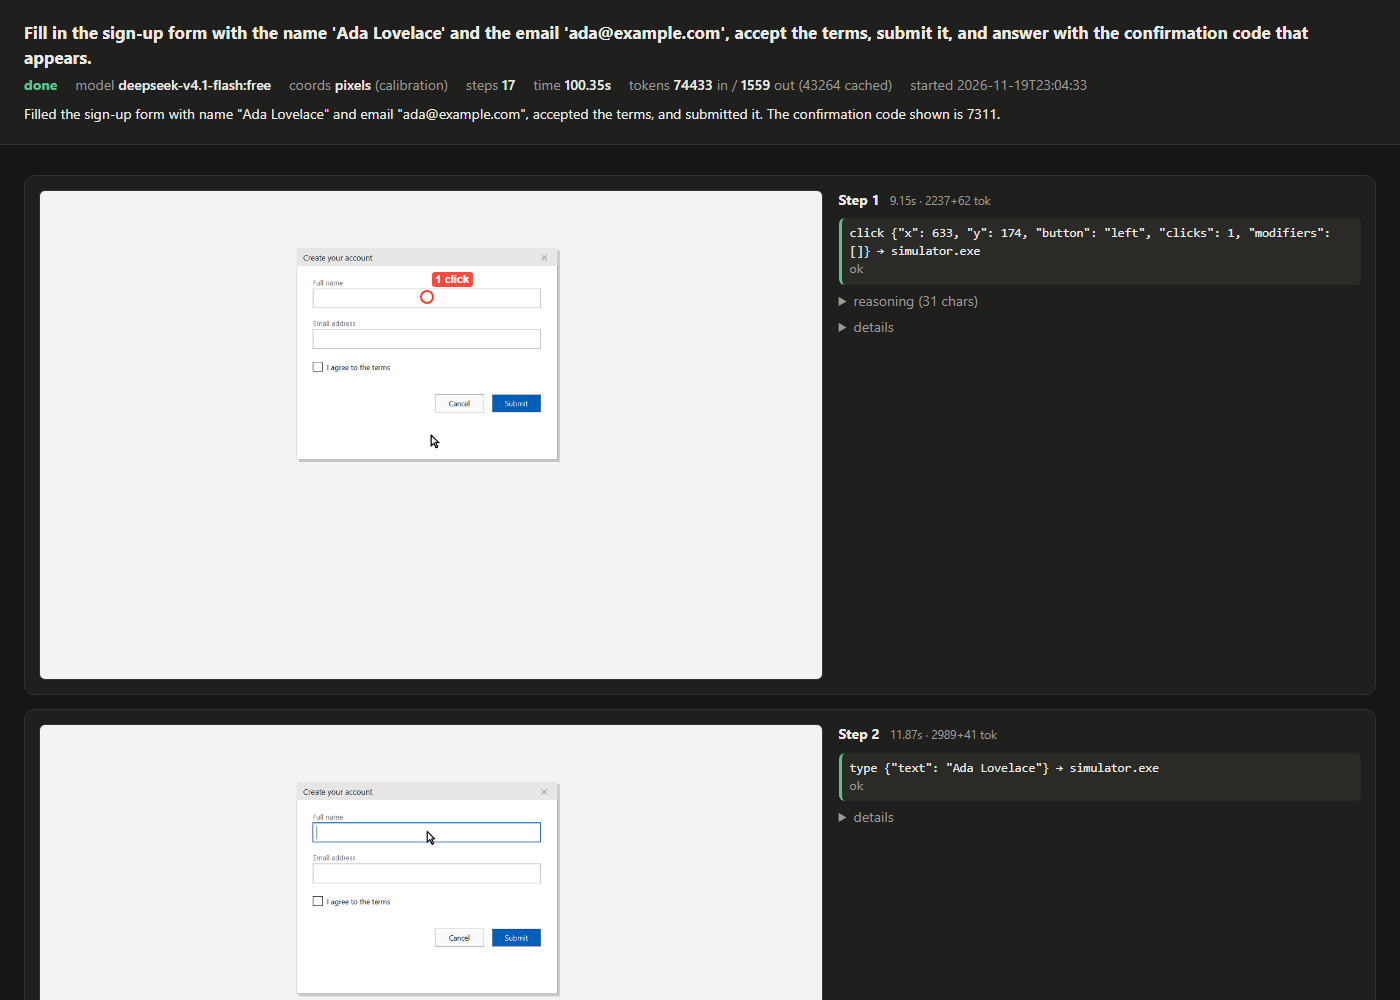 Fill in the sign-up form with the name 'Ada Lovelace' and the email 'ada@example.com', accept the terms, submit it, and answer with the confirmation code that
appears.
done model deepseek-v4.1-flash:free coords pixels (calibration) steps 17 time 100.35s tokens 74433 in / 1559 out (43264 cached) started 2026-11-19T23:04:33
Filled the sign-up form with name "Ada Lovelace" and email "ada@example.com", accepted the terms, and submitted it. The confirmation code shown is 7311.
Create your account
Full name
1 click
Email address
I agree to the terms
Cancel Submit
Step 1 9.15s · 2237+62 tok
click {"x": 633, "y": 174, "button": "left", "clicks": 1, "modifiers":
[]} → simulator.exe
ok
reasoning (31 chars)
details
Create your account
Full name
Email address
I agree to the terms
Cancel Submit
Step 2 11.87s · 2989+41 tok
type {"text": "Ada Lovelace"} → simulator.exe
ok
details